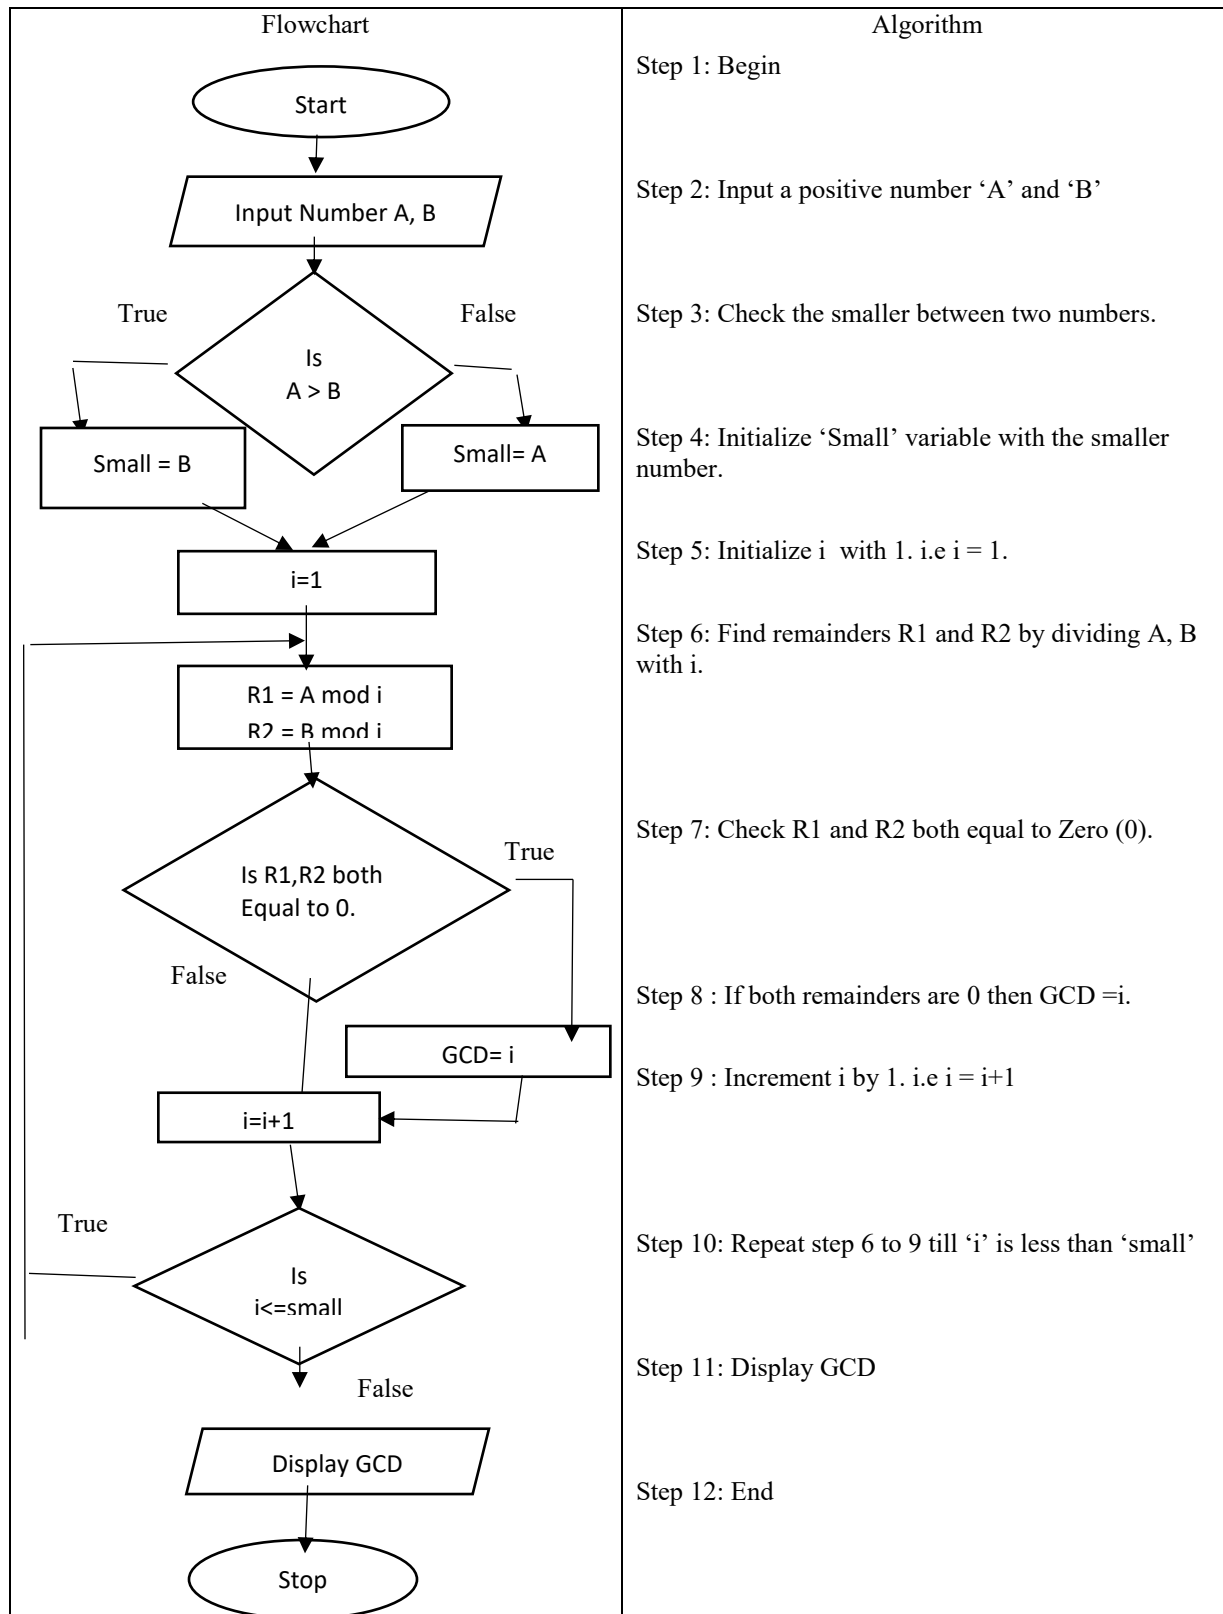 Flowchart
Start
Input Number A, B
True
False
Is
A > B
Small = B
Small= A
i=1
R1 = A mod i
R2 = B mod i
Is R1,R2 both
Equal to 0.
True
False
GCD= i
i=i+1
True
Is
i<=small
False
Display GCD
Stop
Algorithm
Step 1: Begin
Step 2: Input a positive number ‘A’ and ‘B’
Step 3: Check the smaller between two numbers.
Step 4: Initialize ‘Small’ variable with the smaller
number.
Step 5: Initialize i  with 1. i.e i = 1.
Step 6: Find remainders R1 and R2 by dividing A, B
with i.
Step 7: Check R1 and R2 both equal to Zero (0).
Step 8 : If both remainders are 0 then GCD =i.
Step 9 : Increment i by 1. i.e i = i+1
Step 10: Repeat step 6 to 9 till ‘i’ is less than ‘small’
Step 11: Display GCD
Step 12: End